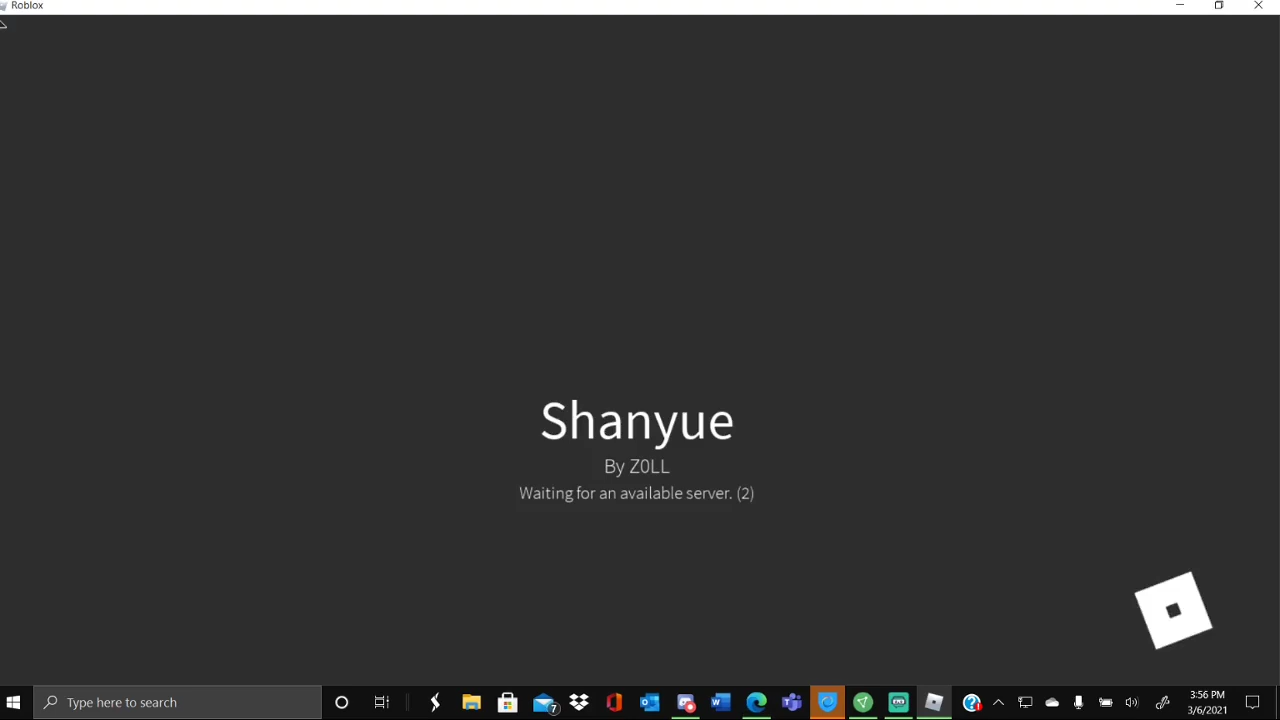 Roblox
Shanyue
By Z0LL
Waiting for an available server. (2)
Type here to search
7
3:56 PM
3/6/2021